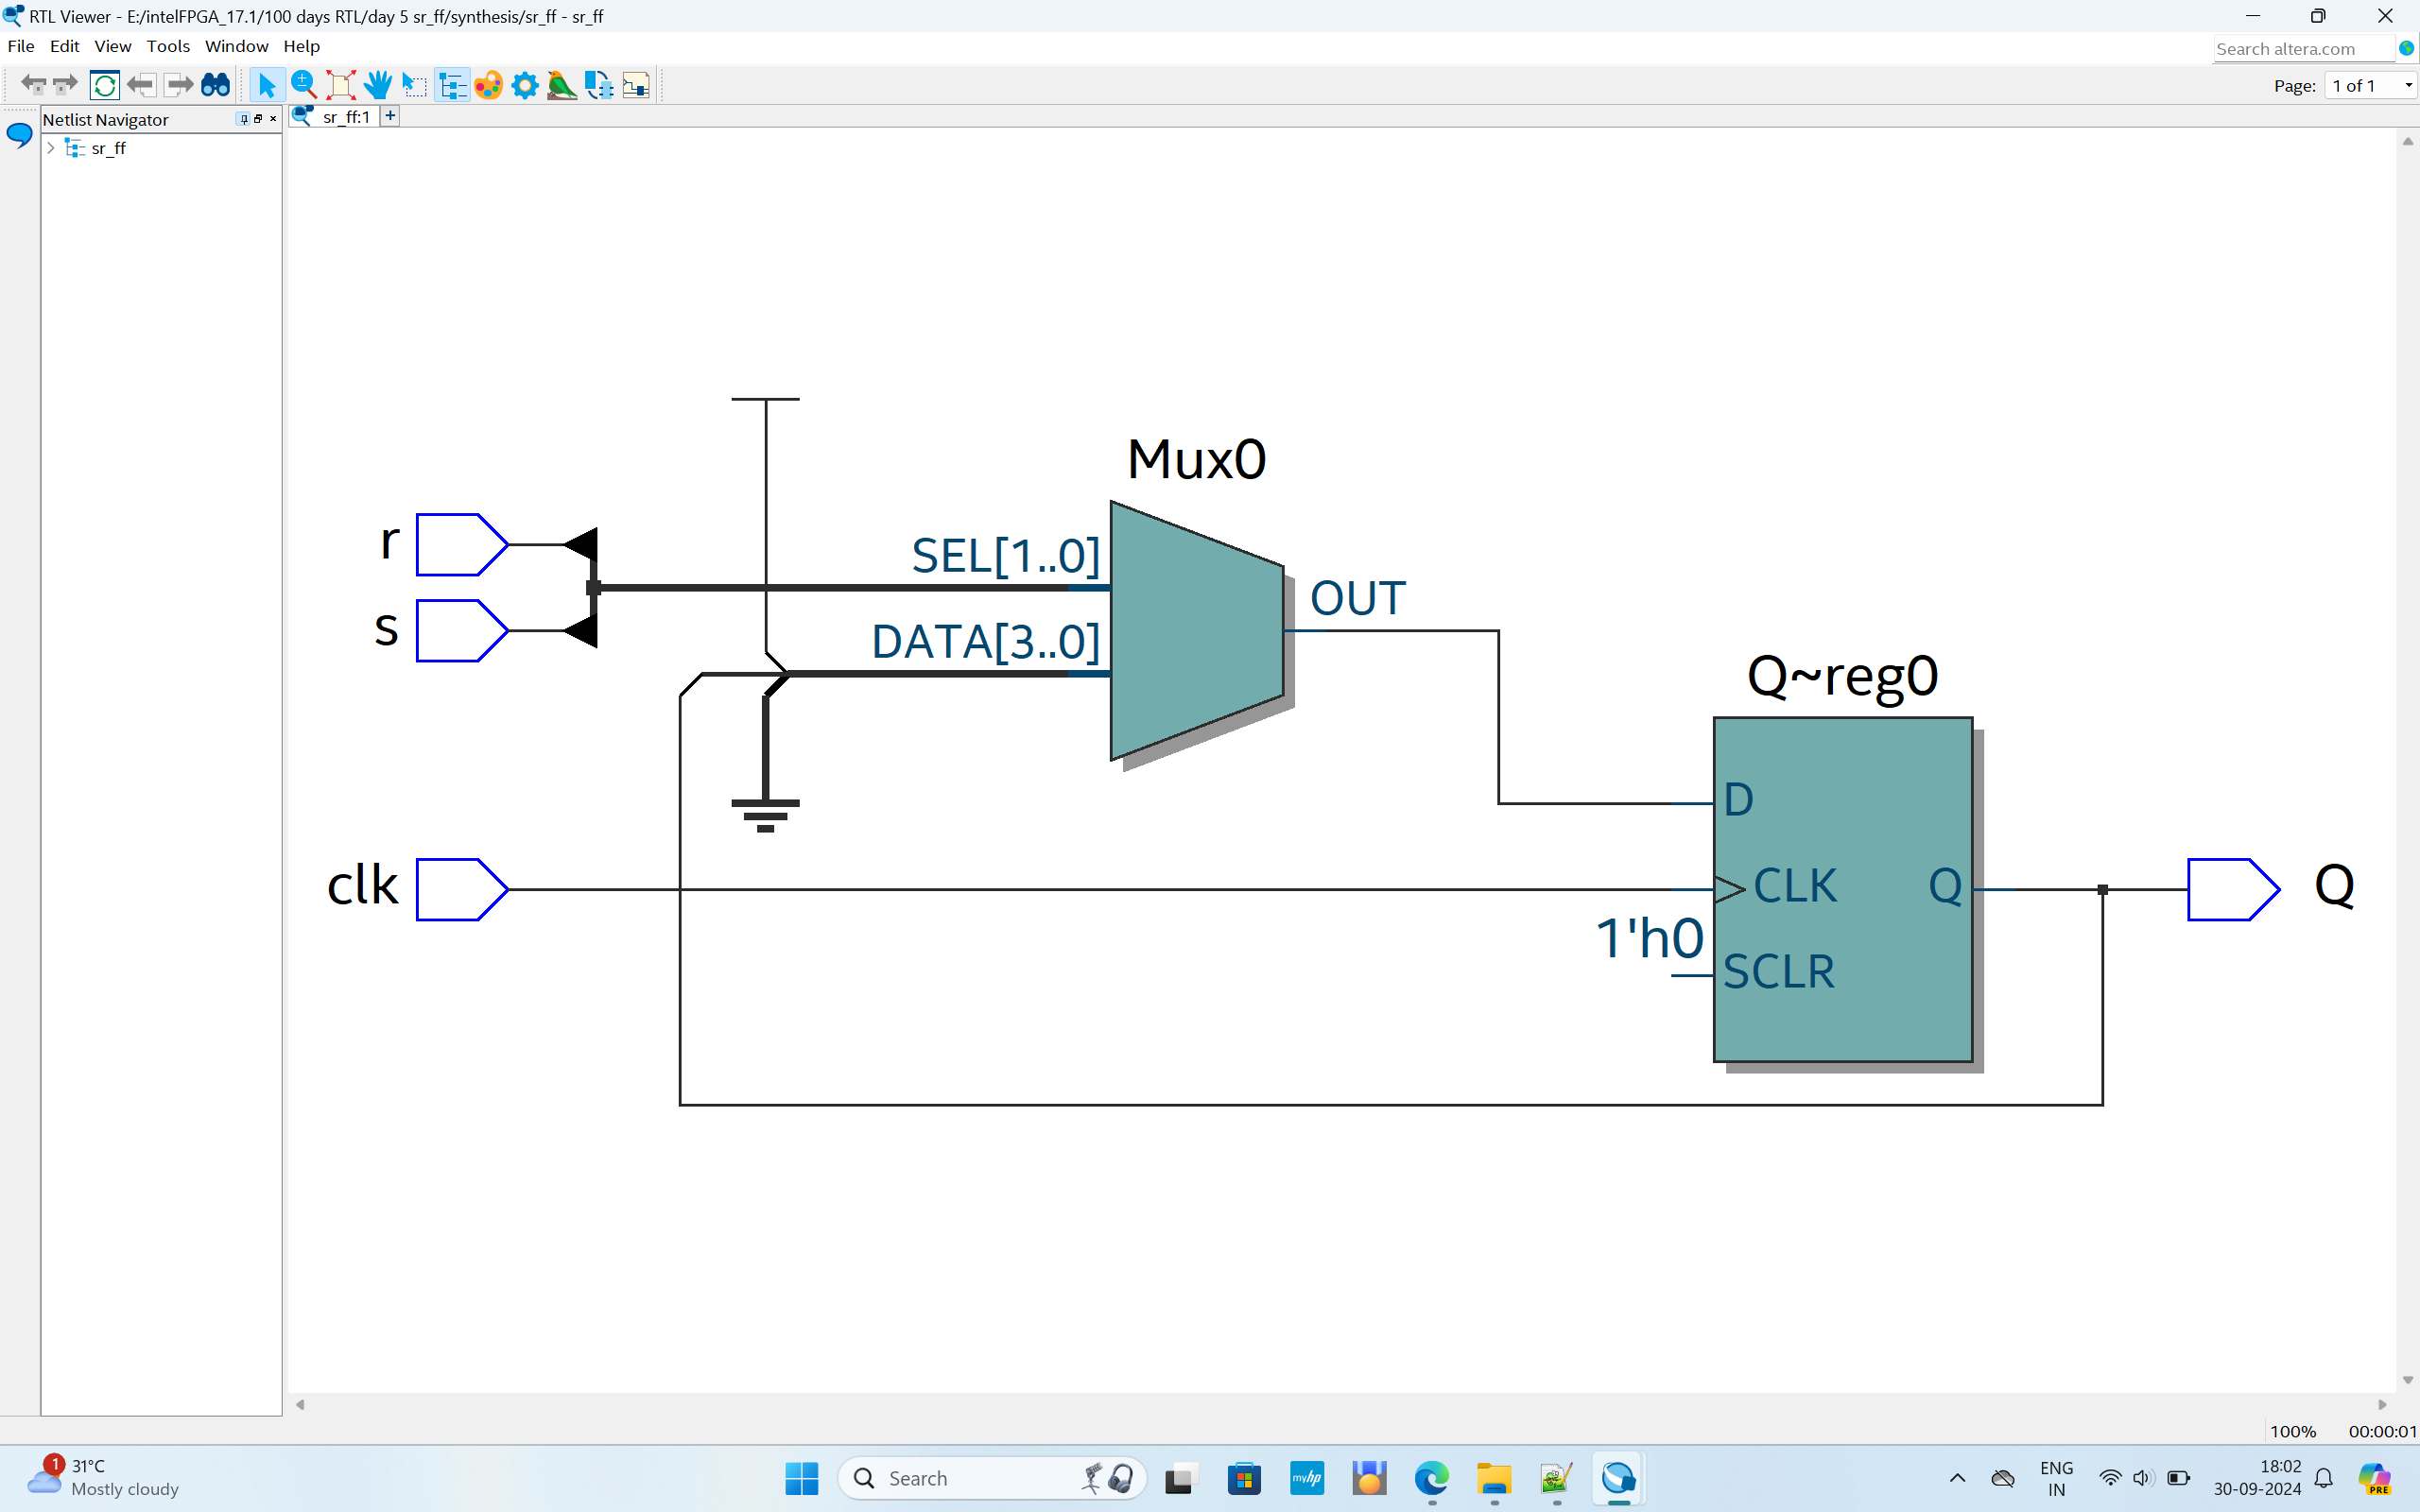 RTL Viewer - E:/intelFPGA_17.1/100 days RTL/day 5 sr_ff/synthesis/sr_ff - sr_ff
File Edit View Tools Window Help
Search altera.com
Page: 1 of 1
Netlist Navigator
sr_ff:1 +
sr_ff
Mux0
r
SEL[1..0]
OUT
s
DATA[3..0]
Q~reg0
D
clk
CLK
Q
Q
1'h0
SCLR
100% 00:00:01
1
31°C
Mostly cloudy
Search
myhp
ENG
IN
18:02
30-09-2024
PRE